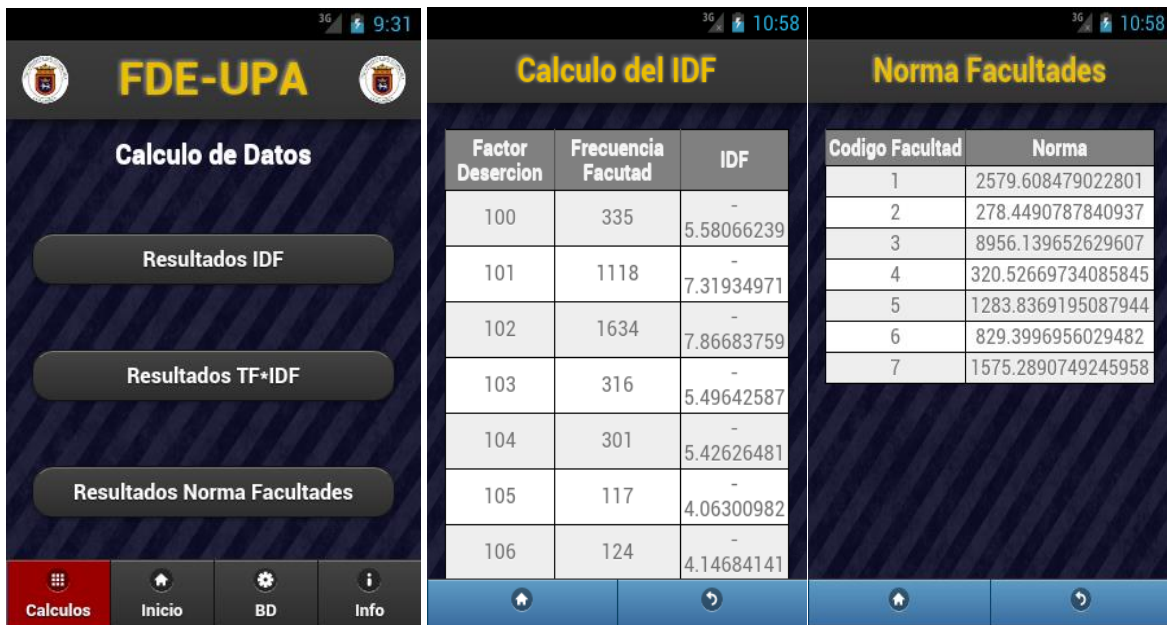 3G 9:31
FDE-UPA
Calculo de Datos
Resultados IDF
Resultados TF*IDF
Resultados Norma Facultades
Calculos Inicio BD Info
3G 10:58
Calculo del IDF
Factor Desercion Frecuencia Facutad IDF
100 335 -5.58066239
101 1118 -7.31934971
102 1634 -7.86683759
103 316 -5.49642587
104 301 -5.42626481
105 117 -4.06300982
106 124 -4.14684141
3G 10:58
Norma Facultades
Codigo Facultad Norma
1 2579.608479022801
2 278.4490787840937
3 8956.139652629607
4 320.52669734085845
5 1283.8369195087944
6 829.3996956029482
7 1575.2890749245958